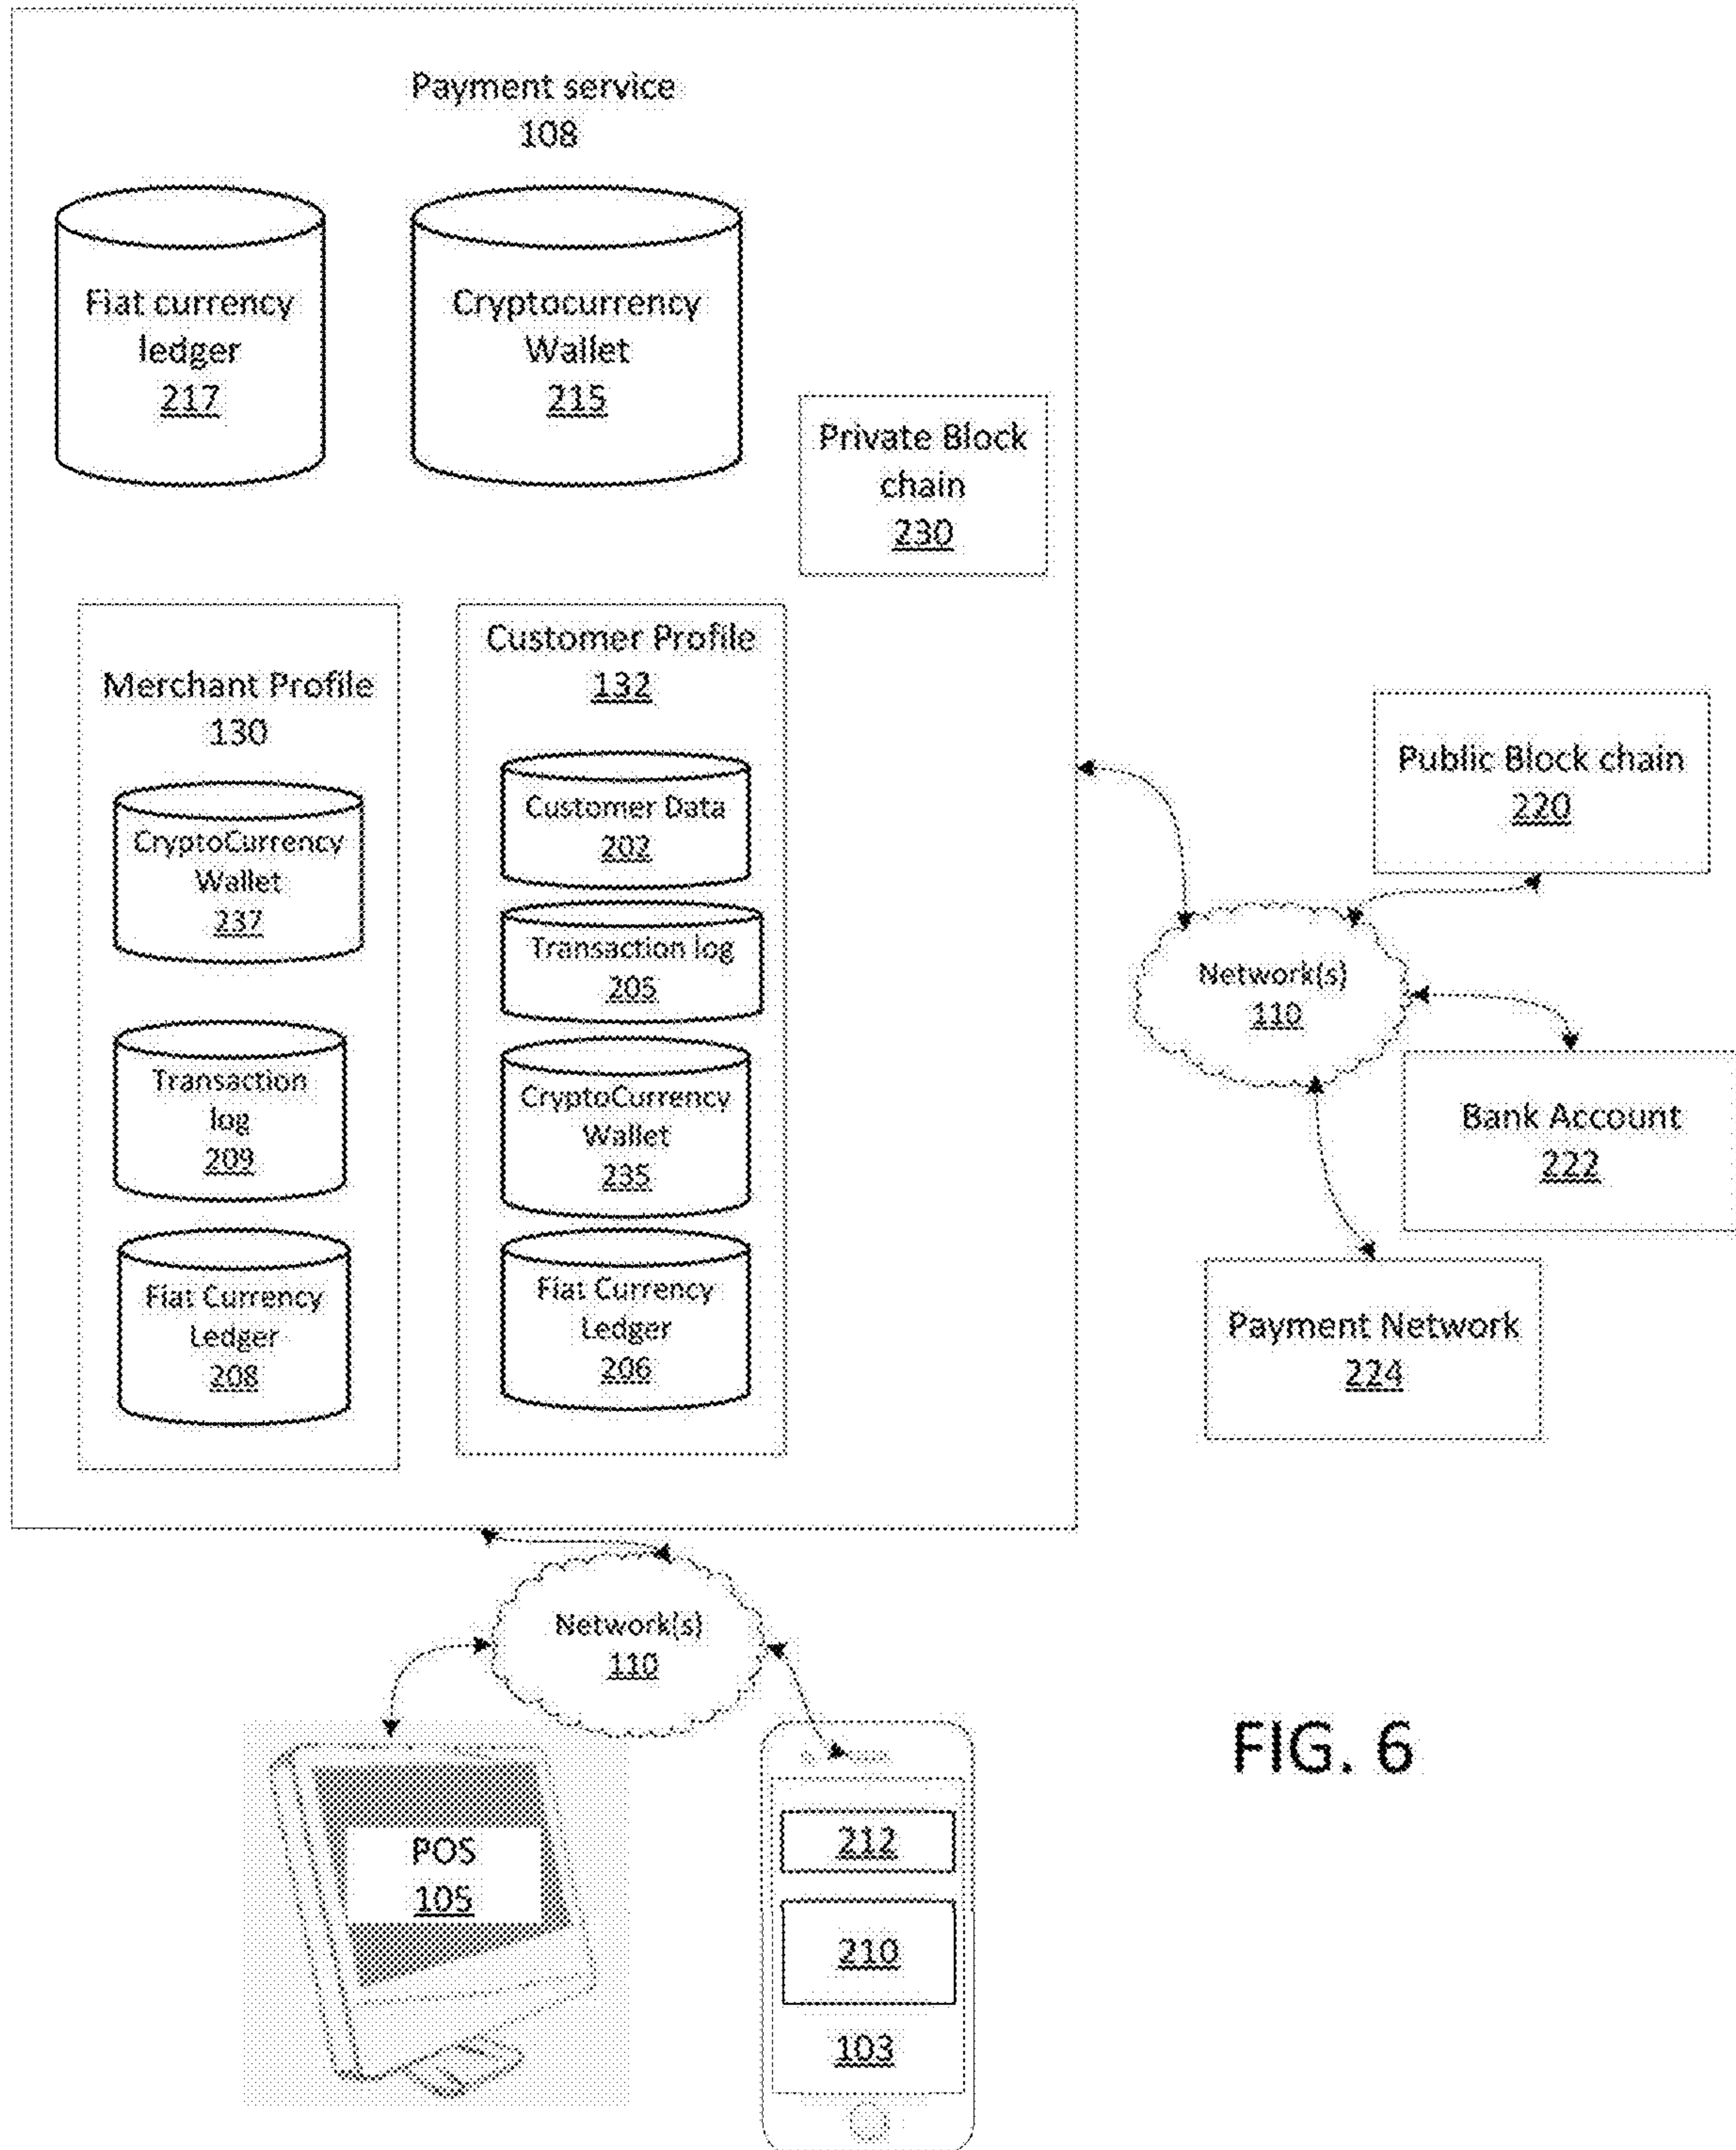 Payment service
108
Fiat currency
ledger
217
Cryptocurrency
Wallet
215
Private Block
chain
230
Merchant Profile
130
CryptoCurrency
Wallet
237
Transaction
log
209
Fiat Currency
Ledger
208
Customer Profile
132
Customer Data
202
Transaction log
205
CryptoCurrency
Wallet
235
Fiat Currency
Ledger
206
Public Block chain
220
Network(s)
110
Bank Account
222
Payment Network
224
Network(s)
110
POS
105
212
210
103
FIG. 6